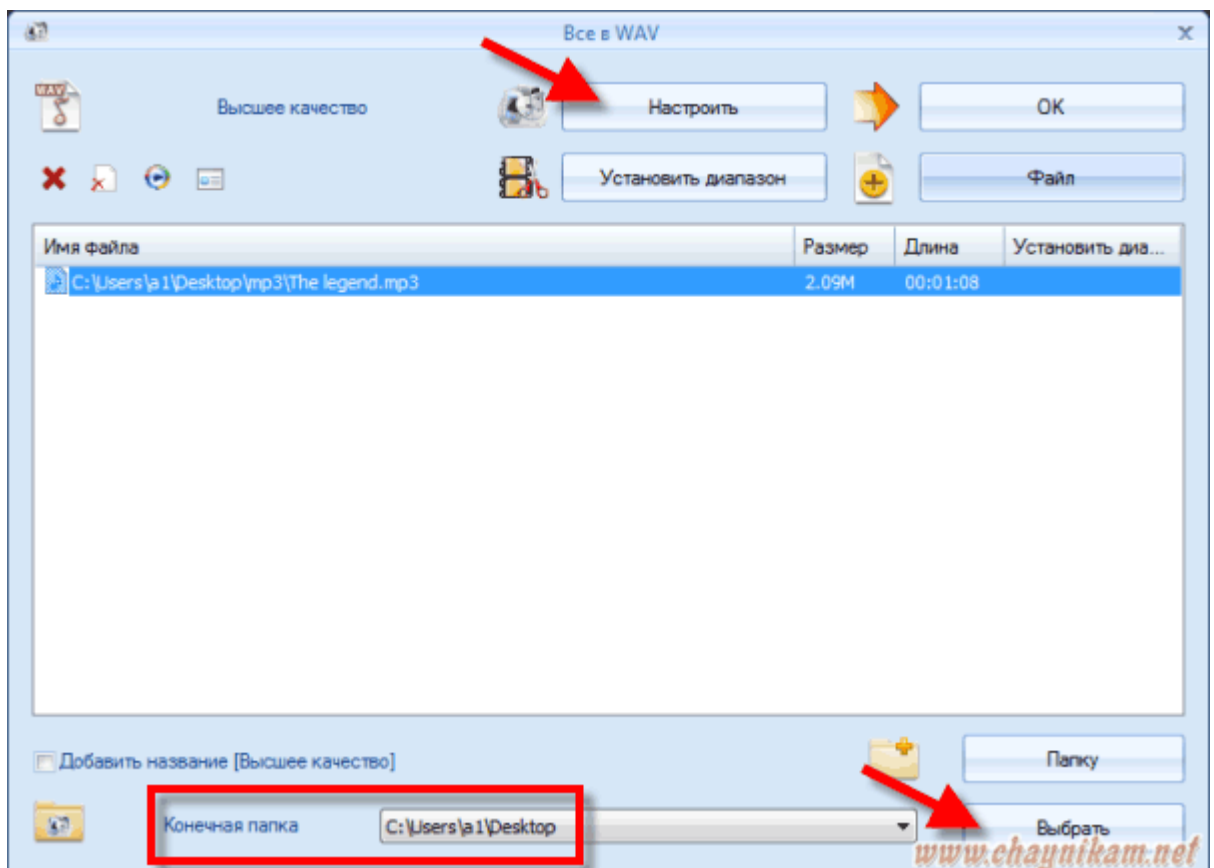 Все в WAV
WAV
Высшее качество
Настроить
OK
Установить диапазон
Файл
Имя файла Размер Длина Установить диа...
C:\Users\a1\Desktop\mp3\The legend.mp3 2.09M 00:01:08
Добавить название [Высшее качество]
Папку
Конечная папка C:\Users\a1\Desktop
Выбрать
www.chaynikam.net